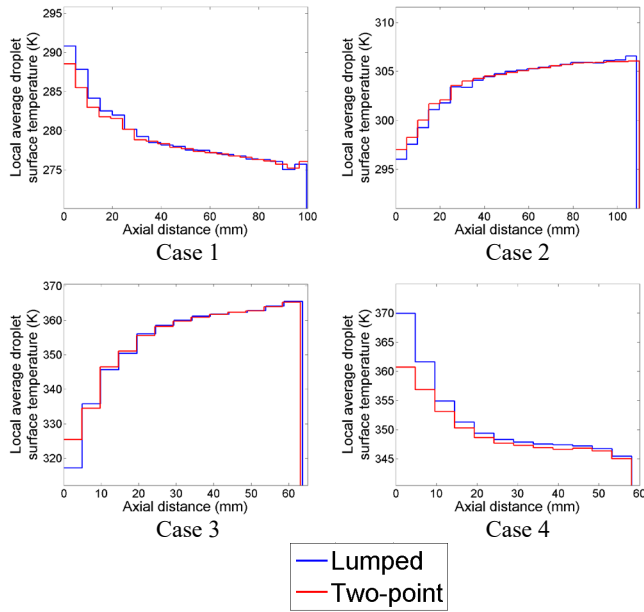 Local average droplet
surface temperature (K)
295
290
285
280
275
0 20 40 60 80 100
Axial distance (mm)
Case 1
Local average droplet
surface temperature (K)
305
300
295
0 20 40 60 80 100
Axial distance (mm)
Case 2
Local average droplet
surface temperature (K)
370
360
350
340
330
320
0 10 20 30 40 50 60
Axial distance (mm)
Case 3
Local average droplet
surface temperature (K)
370
365
360
355
350
345
0 10 20 30 40 50 60
Axial distance (mm)
Case 4
Lumped
Two-point